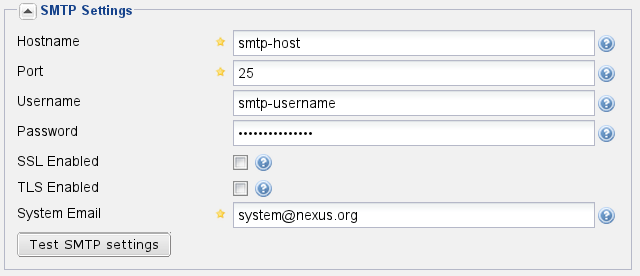 SMTP Settings
Hostname smtp-host
Port 25
Username smtp-username
Password •••••••••••••••
SSL Enabled
TLS Enabled
System Email system@nexus.org
Test SMTP settings